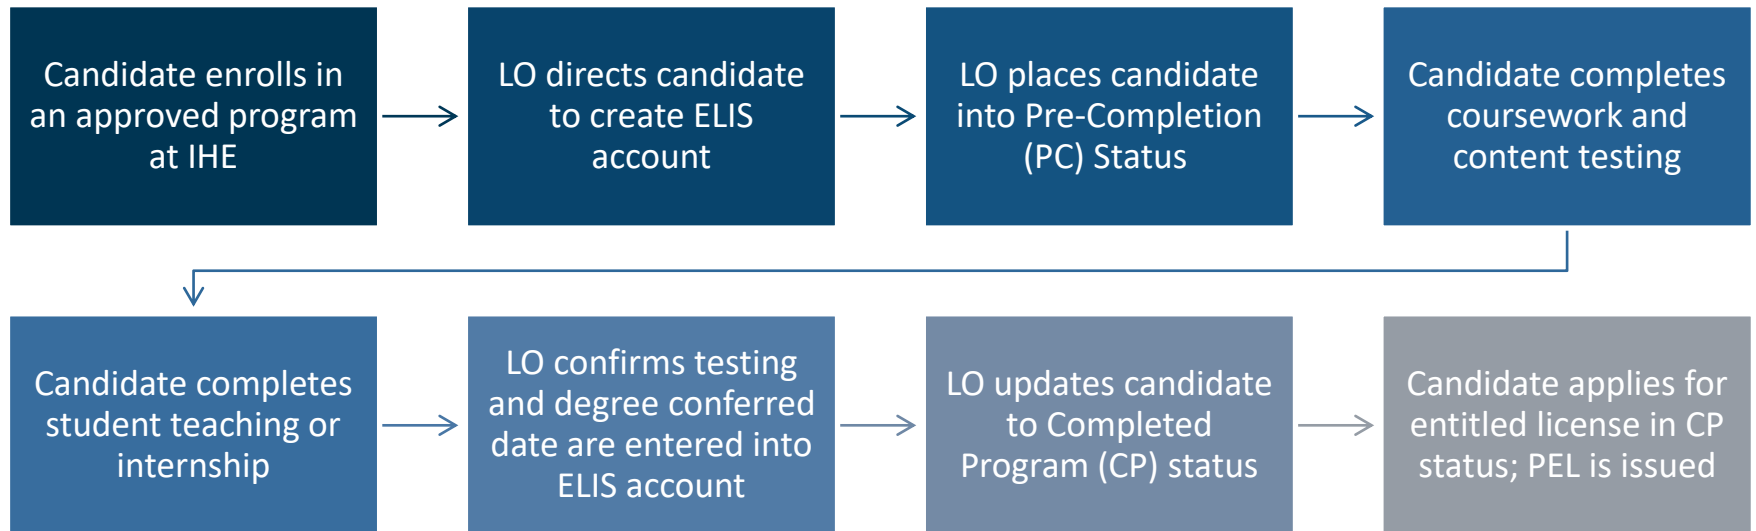 Candidate enrolls in
an approved program
at IHE
LO directs candidate
to create ELIS
account
LO places candidate
into Pre-Completion
(PC) Status
Candidate completes
coursework and
content testing
Candidate completes
student teaching or
internship
LO confirms testing
and degree conferred
date are entered into
ELIS account
LO updates candidate
to Completed
Program (CP) status
Candidate applies for
entitled license in CP
status; PEL is issued